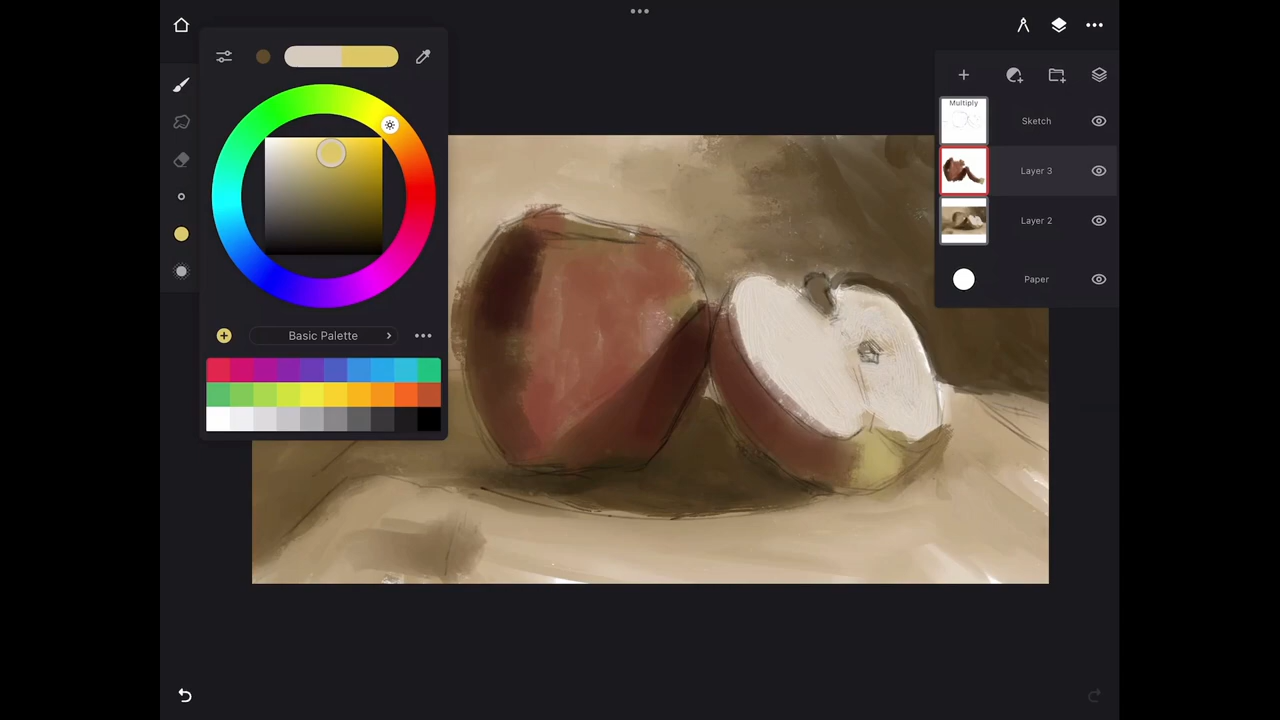 Multiply
Sketch
Layer 3
Layer 2
Paper
Basic Palette